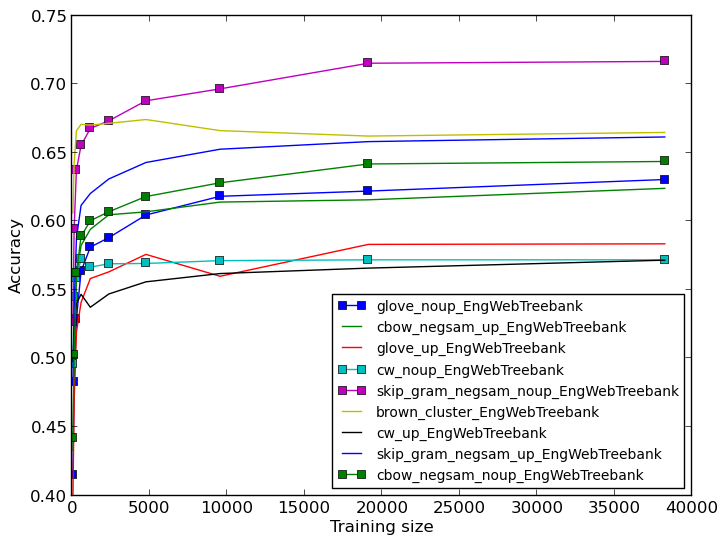 0.75
0.70
0.65
0.60
0.55
0.50
0.45
0.40
Accuracy
0 5000 10000 15000 20000 25000 30000 35000 40000
Training size
glove_noup_EngWebTreebank
cbow_negsam_up_EngWebTreebank
glove_up_EngWebTreebank
cw_noup_EngWebTreebank
skip_gram_negsam_noup_EngWebTreebank
brown_cluster_EngWebTreebank
cw_up_EngWebTreebank
skip_gram_negsam_up_EngWebTreebank
cbow_negsam_noup_EngWebTreebank